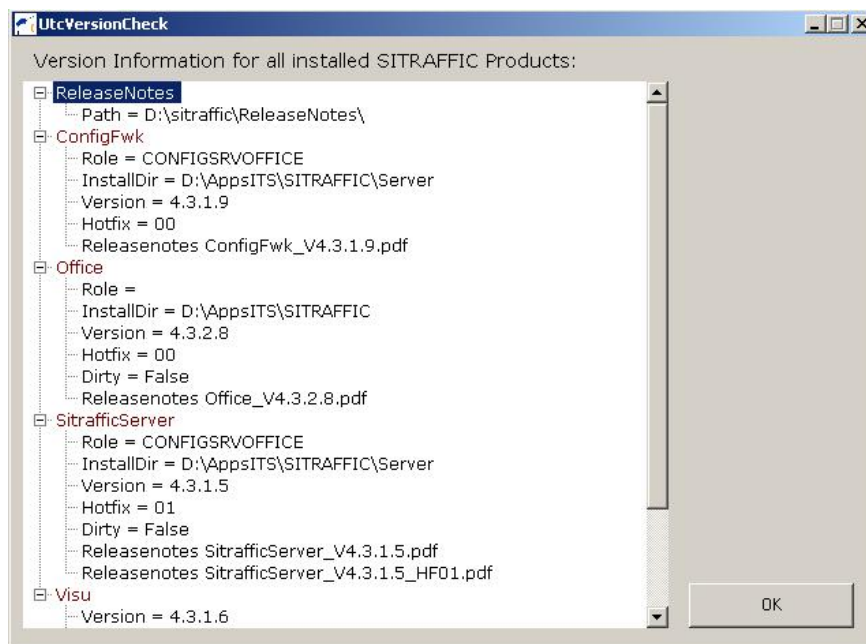 UtcVersionCheck
Version Information for all installed SITRAFFIC Products:
ReleaseNotes
Path = D:\sitraffic\ReleaseNotes\
ConfigFwk
Role = CONFIGSRVOFFICE
InstallDir = D:\AppsITS\SITRAFFIC\Server
Version = 4.3.1.9
Hotfix = 00
Releasenotes ConfigFwk_V4.3.1.9.pdf
Office
Role =
InstallDir = D:\AppsITS\SITRAFFIC
Version = 4.3.2.8
Hotfix = 00
Dirty = False
Releasenotes Office_V4.3.2.8.pdf
SitrafficServer
Role = CONFIGSRVOFFICE
InstallDir = D:\AppsITS\SITRAFFIC\Server
Version = 4.3.1.5
Hotfix = 01
Dirty = False
Releasenotes SitrafficServer_V4.3.1.5.pdf
Releasenotes SitrafficServer_V4.3.1.5_HF01.pdf
Visu
Version = 4.3.1.6
OK